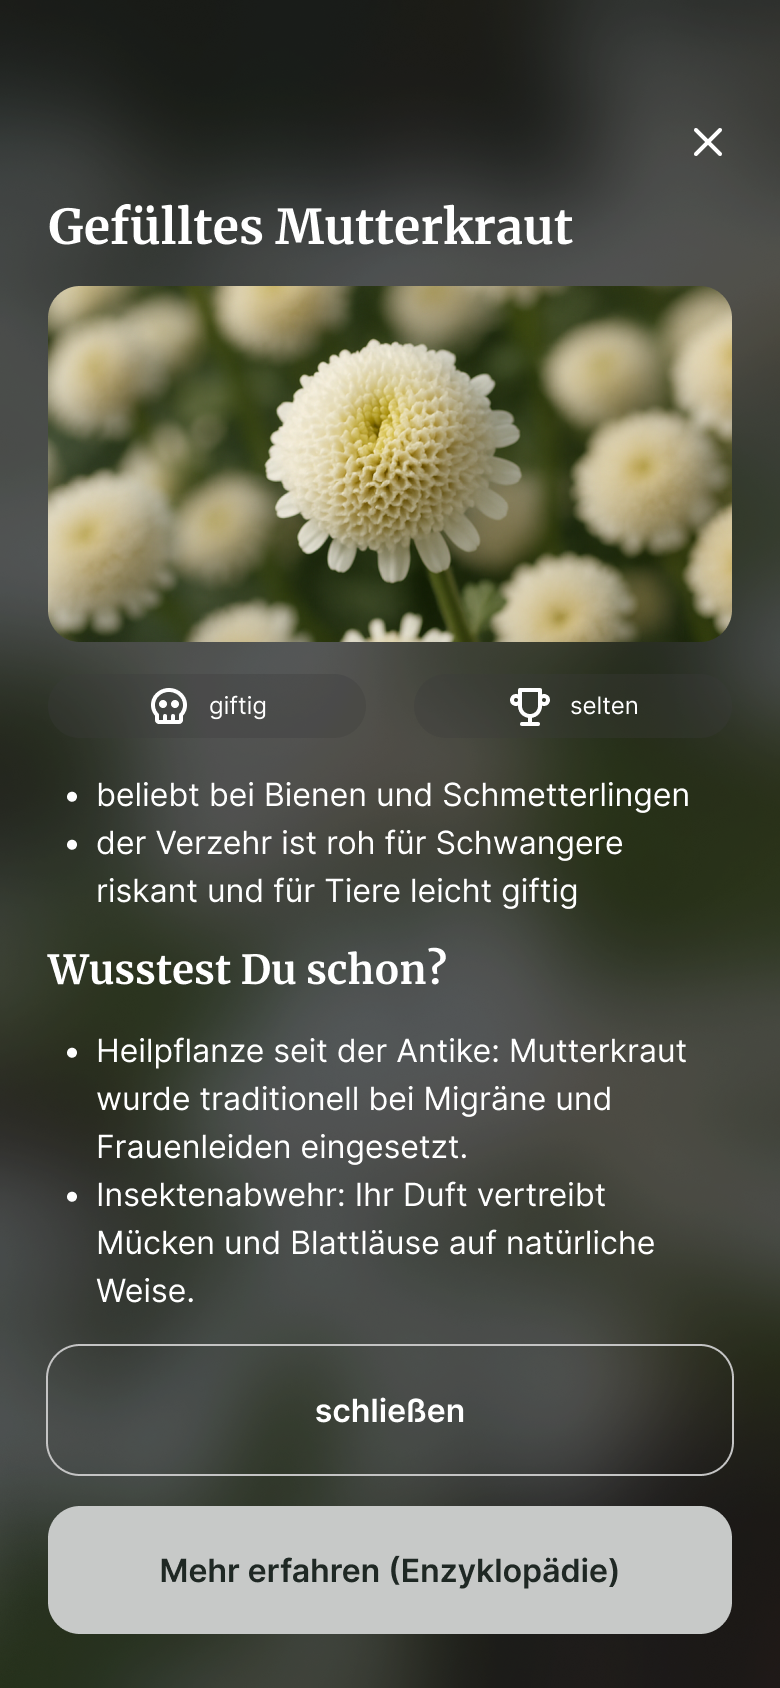 Gefülltes Mutterkraut
giftig
selten
• beliebt bei Bienen und Schmetterlingen
• der Verzehr ist roh für Schwangere
riskant und für Tiere leicht giftig
Wusstest Du schon?
• Heilpflanze seit der Antike: Mutterkraut
wurde traditionell bei Migräne und
Frauenleiden eingesetzt.
• Insektenabwehr: Ihr Duft vertreibt
Mücken und Blattläuse auf natürliche
Weise.
schließen
Mehr erfahren (Enzyklopädie)